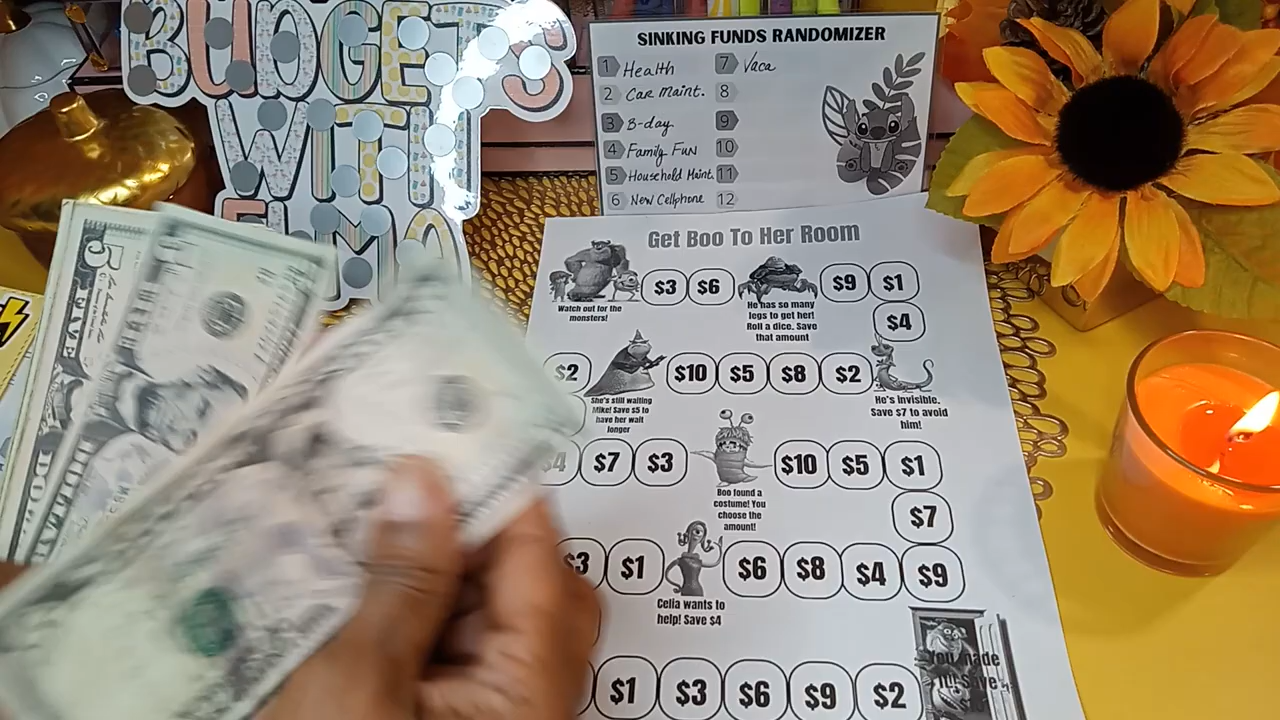 BUDGETS
WITH
EMA
SINKING FUNDS RANDOMIZER
1 Health 7 Vaca
2 Car Maint. 8
3 B-day 9
4 Family Fun 10
5 Household Maint. 11
6 New Cellphone 12
Get Boo To Her Room
$3 $6 $9 $1
Watch out for the
monsters!
He has so many
legs to get her!
Roll a dice. Save
that amount
$4
$2 $10 $5 $8 $2
She's still waiting
Mike! Save $5 to
have her wait
longer
He's invisible.
Save $7 to avoid
him!
$4 $7 $3 $10 $5 $1
Boo found a
costume! You
choose the
amount!
$7
$3 $1 $6 $8 $4 $9
Celia wants to
help! Save $4
You made
$1 $3 $6 $9 $2
5
FIVE